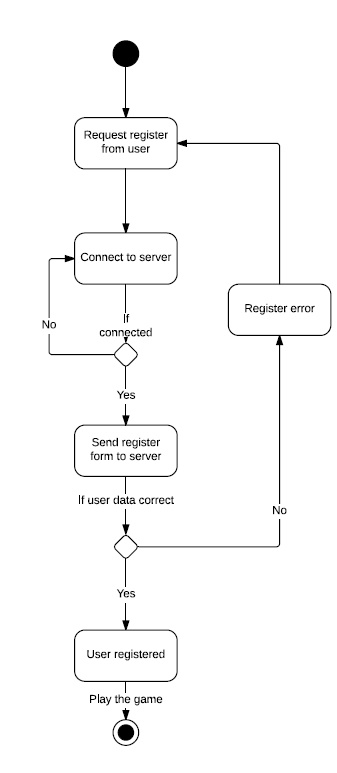 Request register
from user
Connect to server
If
connected
No
Register error
Yes
Send register
form to server
If user data correct
No
Yes
User registered
Play the game